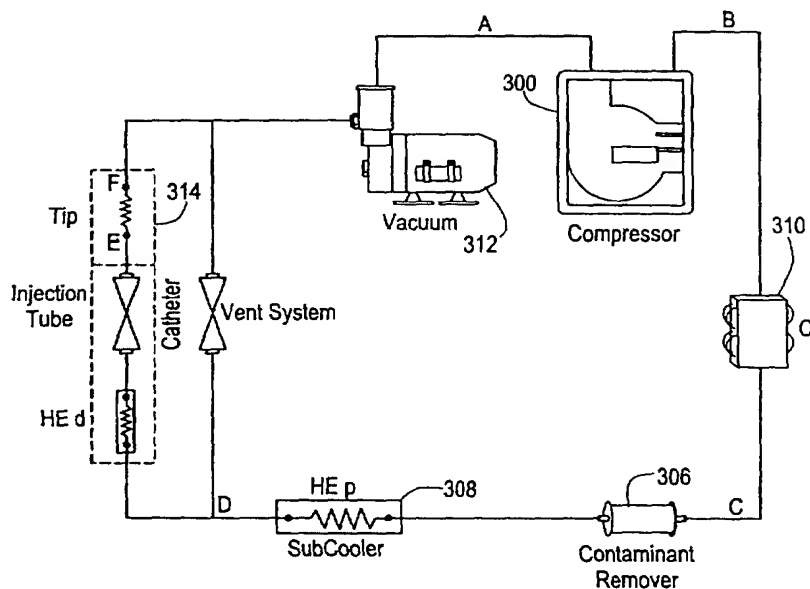 A
B
300
F
314
Tip
E
Vacuum
312
Compressor
310
Injection
Tube
Catheter
Vent System
C
HE d
D
HE p
308
306
C
SubCooler
Contaminant
Remover